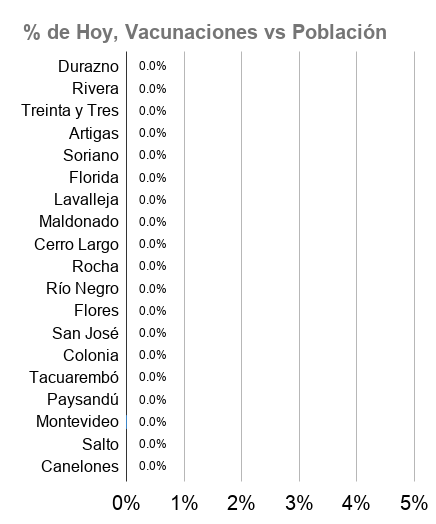 % de Hoy, Vacunaciones vs Población
Durazno 0.0%
Rivera 0.0%
Treinta y Tres 0.0%
Artigas 0.0%
Soriano 0.0%
Florida 0.0%
Lavalleja 0.0%
Maldonado 0.0%
Cerro Largo 0.0%
Rocha 0.0%
Río Negro 0.0%
Flores 0.0%
San José 0.0%
Colonia 0.0%
Tacuarembó 0.0%
Paysandú 0.0%
Montevideo 0.0%
Salto 0.0%
Canelones 0.0%
0% 1% 2% 3% 4% 5%